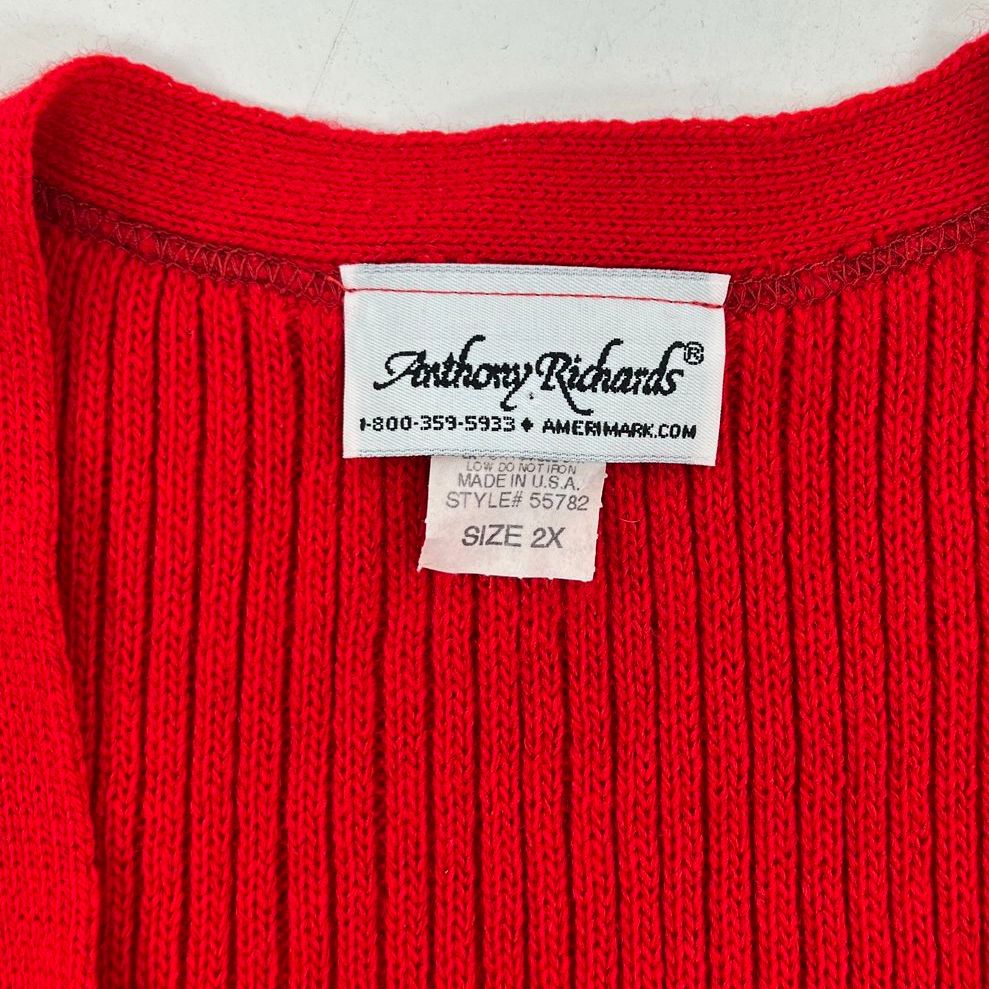 Anthony Richards®
1-800-359-5933 ♦ AMERIMARK.COM
LOW DO NOT IRON
MADE IN U.S.A.
STYLE# 55782
SIZE 2X